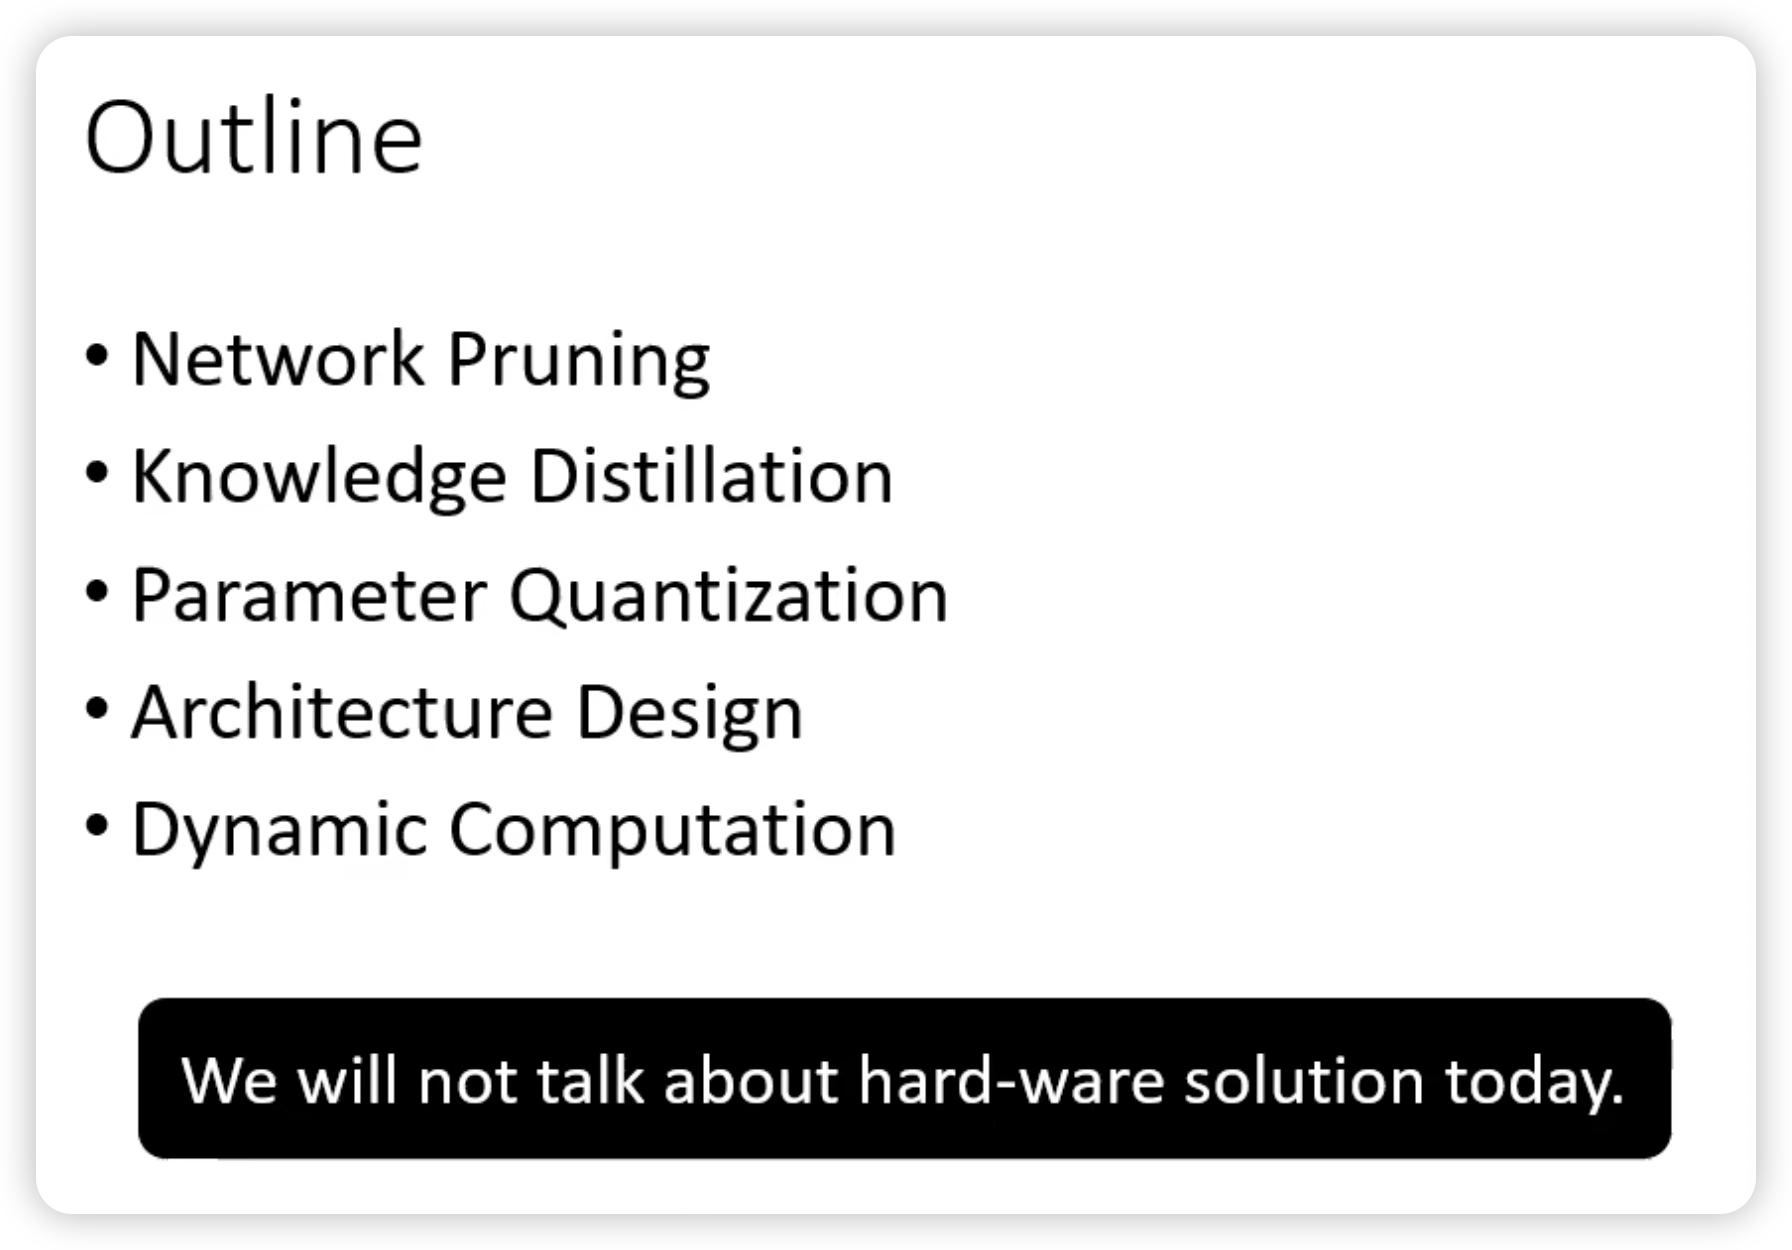 Outline
• Network Pruning
• Knowledge Distillation
• Parameter Quantization
• Architecture Design
• Dynamic Computation
We will not talk about hard-ware solution today.